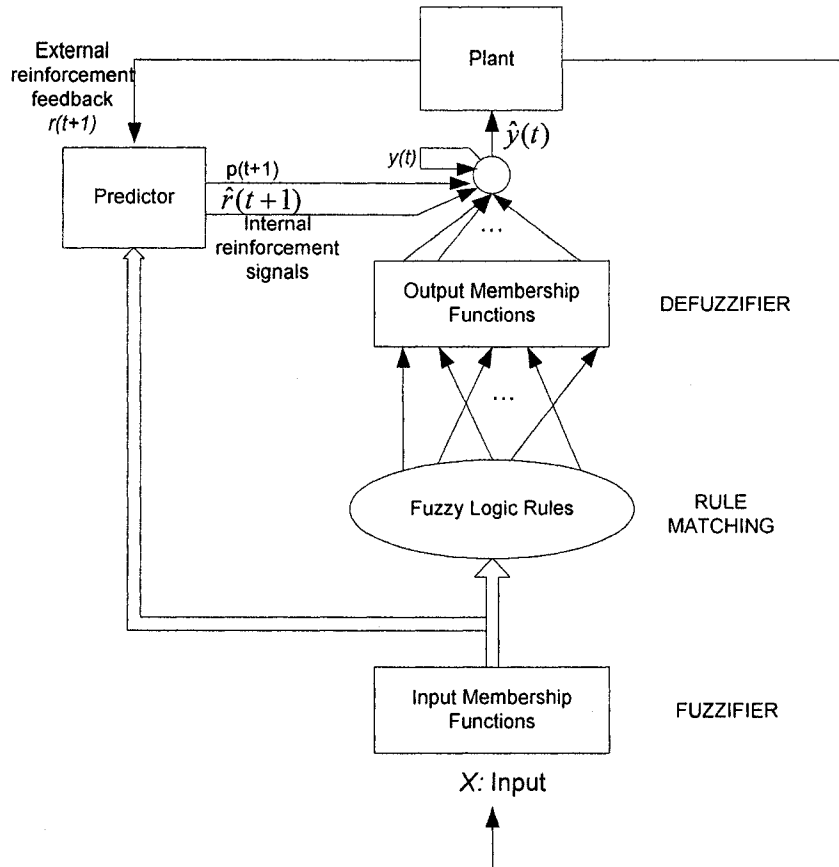 Plant
External
reinforcement
feedback
r(t+1)
ŷ(t)
y(t)
p(t+1)
Predictor
r̂(t+1)
Internal
reinforcement
signals
...
Output Membership
Functions
DEFUZZIFIER
...
Fuzzy Logic Rules
RULE
MATCHING
Input Membership
Functions
FUZZIFIER
X: Input